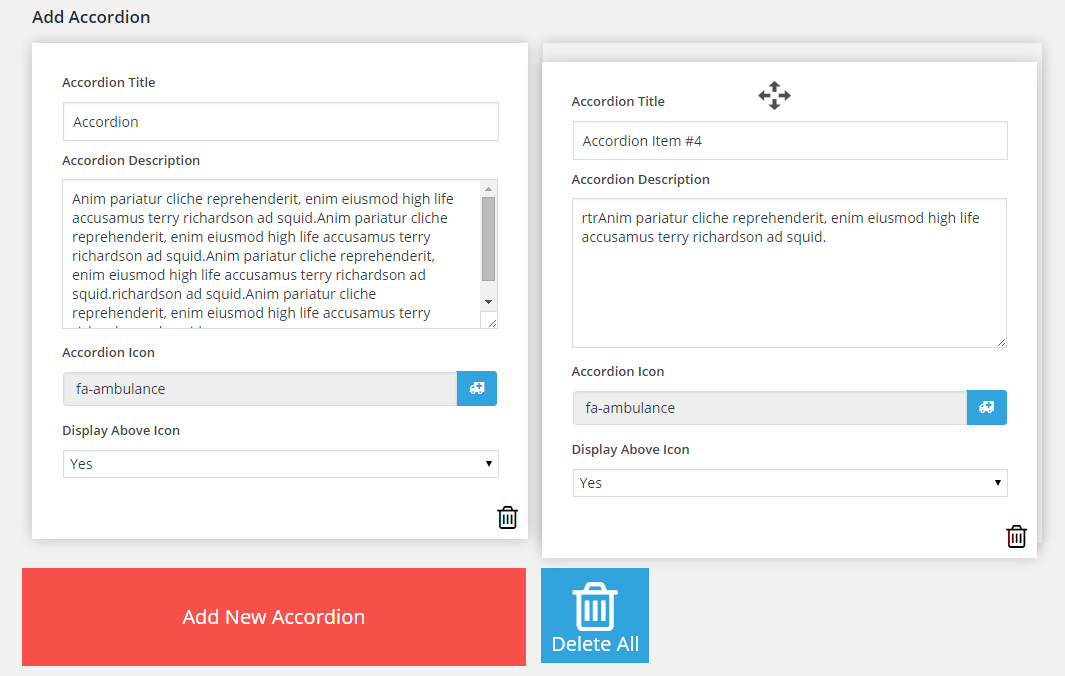 Add Accordion
Accordion Title
Accordion
Accordion Description
Anim pariatur cliche reprehenderit, enim eiusmod high life
accusamus terry richardson ad squid.Anim pariatur cliche
reprehenderit, enim eiusmod high life accusamus terry
richardson ad squid.Anim pariatur cliche reprehenderit,
enim eiusmod high life accusamus terry richardson ad
squid.richardson ad squid.Anim pariatur cliche
reprehenderit, enim eiusmod high life accusamus terry
Accordion Icon
fa-ambulance
Display Above Icon
Yes
Accordion Title
Accordion Item #4
Accordion Description
rtrAnim pariatur cliche reprehenderit, enim eiusmod high life
accusamus terry richardson ad squid.
Accordion Icon
fa-ambulance
Display Above Icon
Yes
Add New Accordion
Delete All